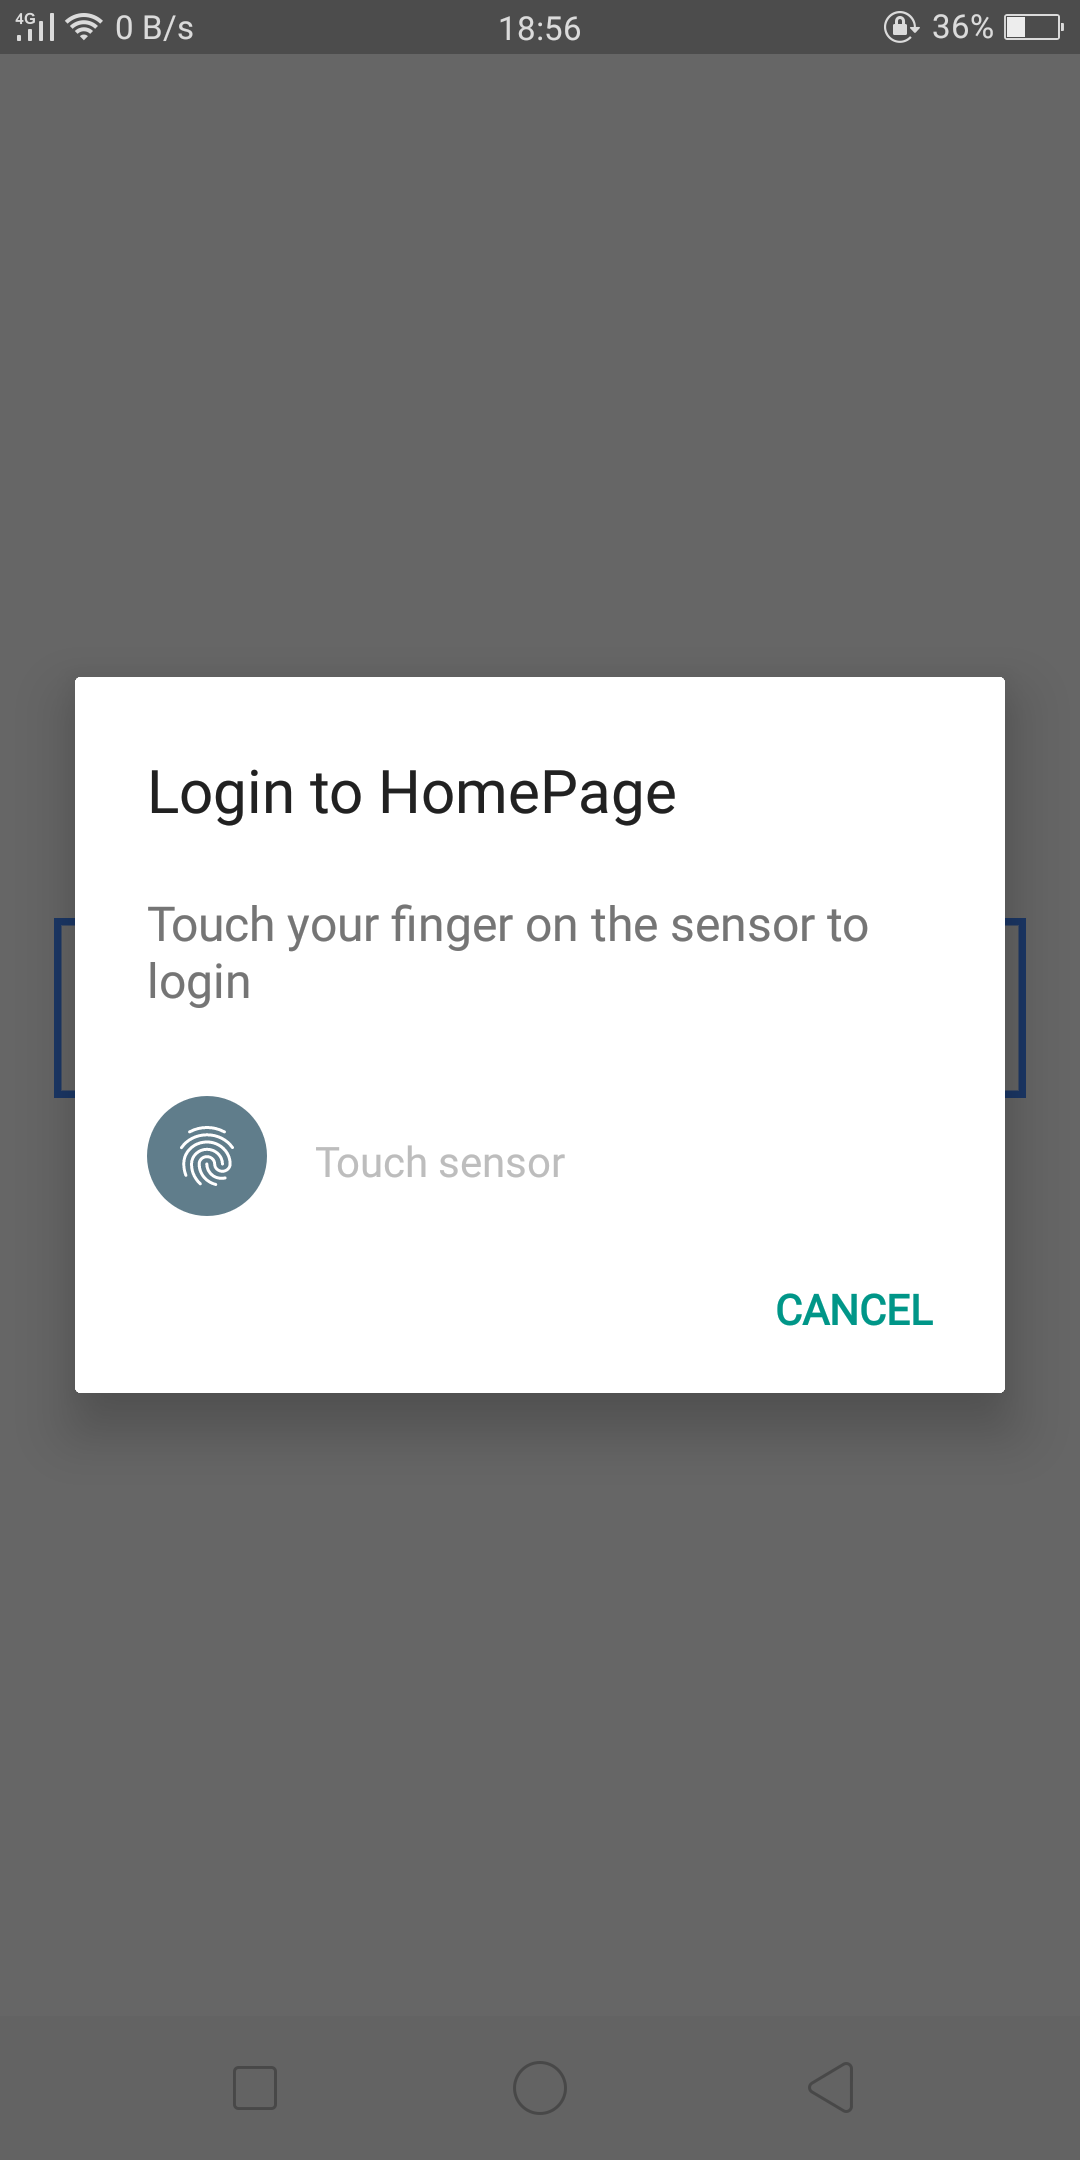 4G 0 B/s 18:56 36%
Login to HomePage
Touch your finger on the sensor to
login
Touch sensor
CANCEL